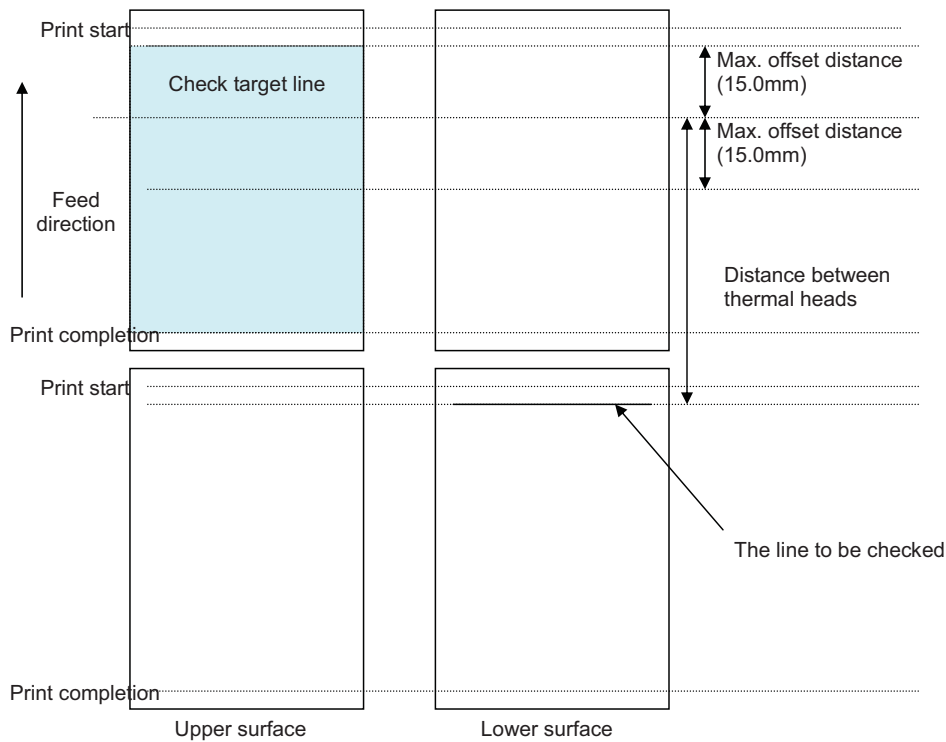 Print start
Max. offset distance
(15.0mm)
Check target line
Max. offset distance
(15.0mm)
Feed
direction
Distance between
thermal heads
Print completion
Print start
The line to be checked
Print completion
Upper surface
Lower surface